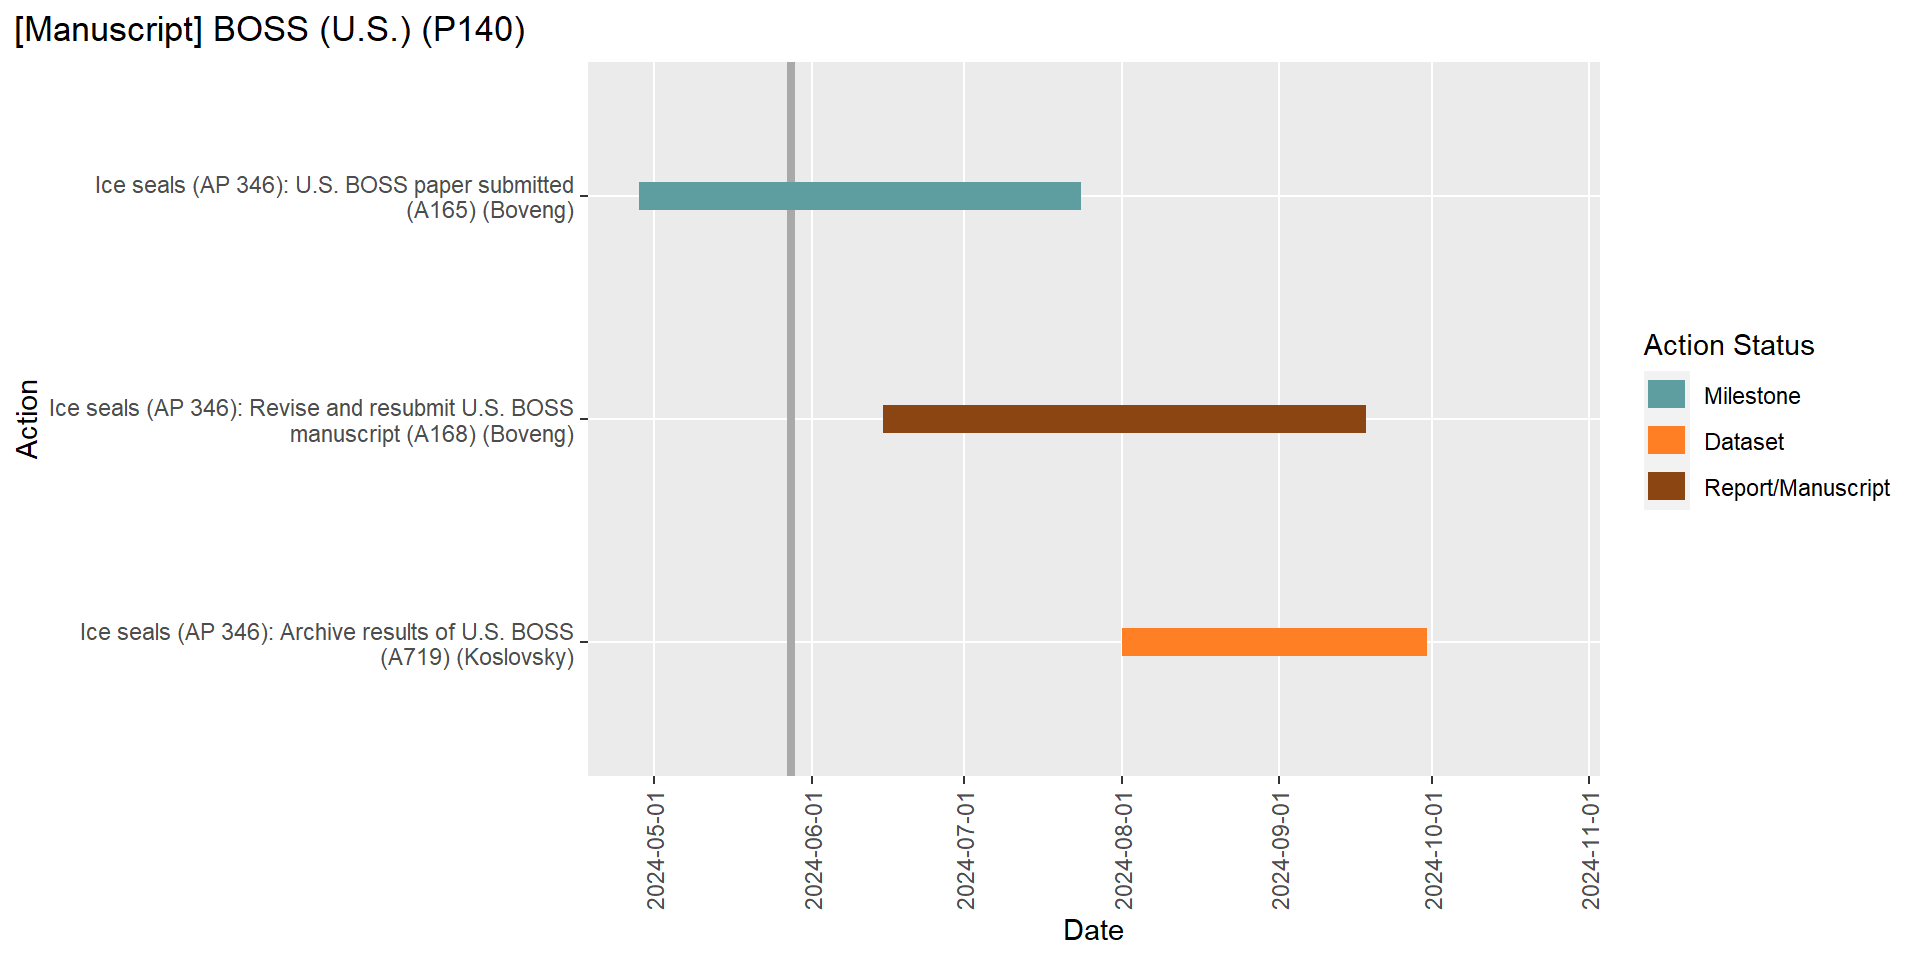 [Manuscript] BOSS (U.S.) (P140)
Ice seals (AP 346): U.S. BOSS paper submitted
(A165) (Boveng)
Ice seals (AP 346): Revise and resubmit U.S. BOSS
manuscript (A168) (Boveng)
Ice seals (AP 346): Archive results of U.S. BOSS
(A719) (Koslovsky)
Action
2024-05-01
2024-06-01
2024-07-01
2024-08-01
2024-09-01
2024-10-01
2024-11-01
Date
Action Status
Milestone
Dataset
Report/Manuscript